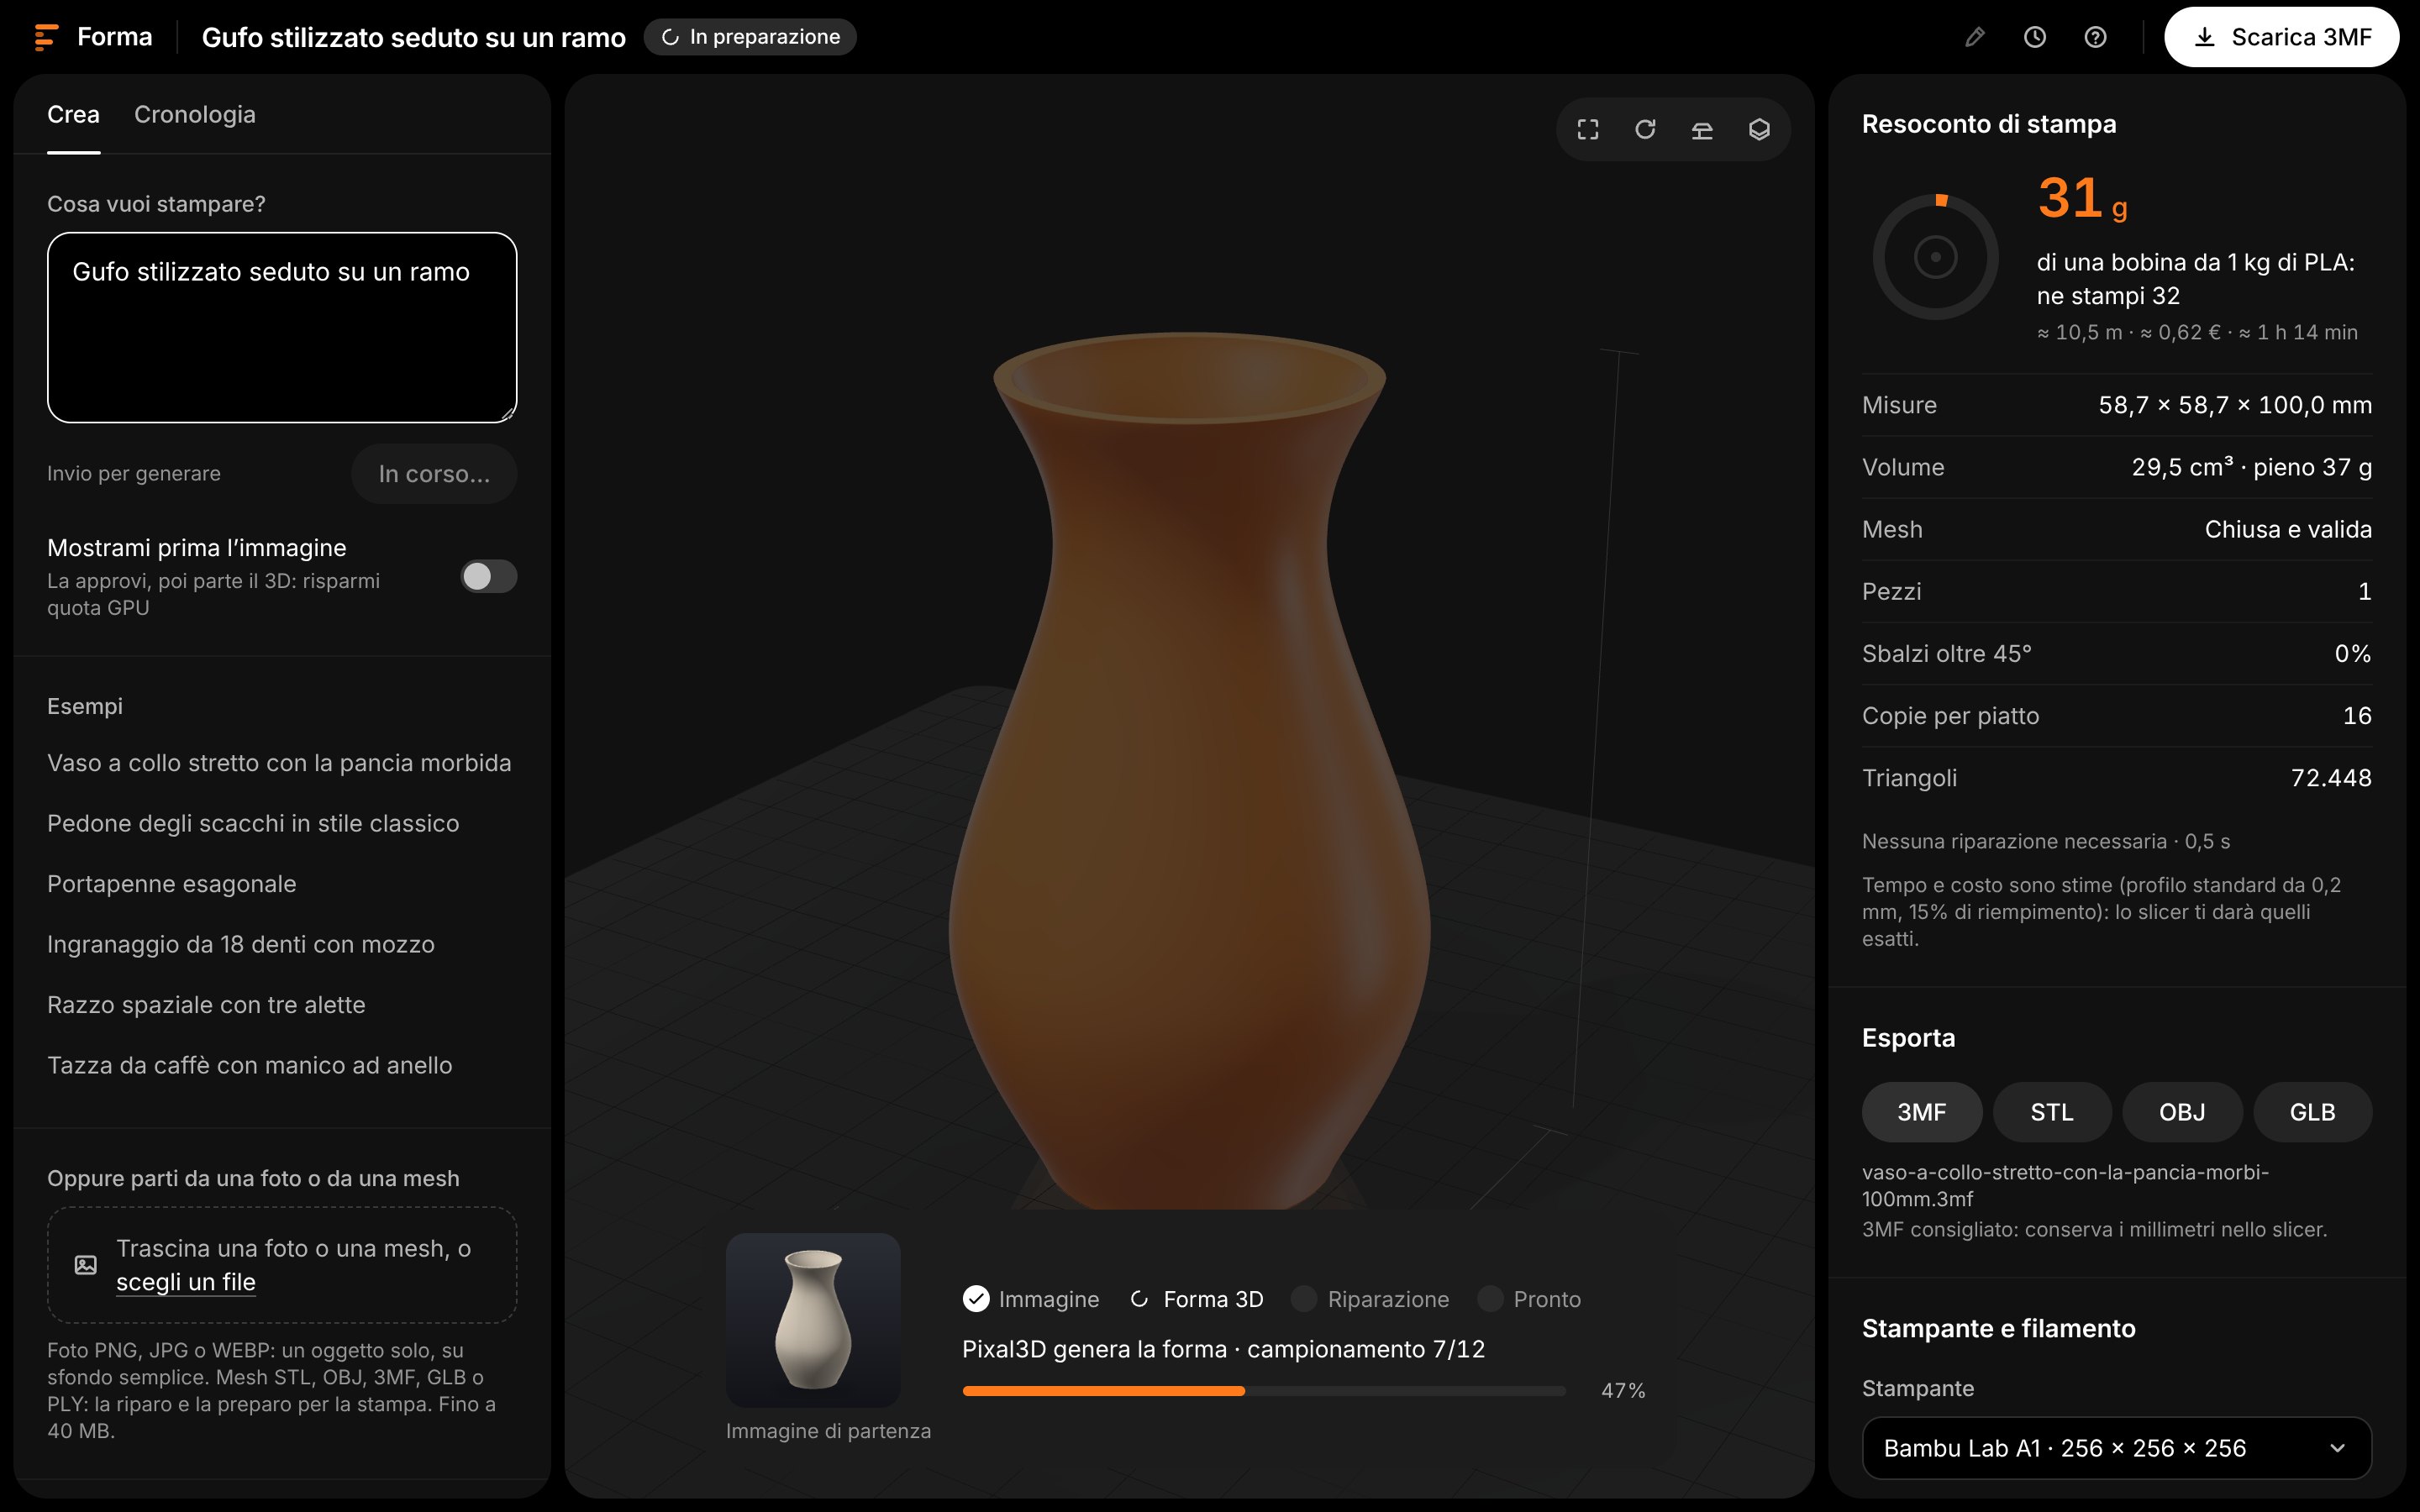 Forma
Gufo stilizzato seduto su un ramo
In preparazione
Scarica 3MF
Crea
Cronologia
Cosa vuoi stampare?
Gufo stilizzato seduto su un ramo
Invio per generare
In corso…
Mostrami prima l’immagine
La approvi, poi parte il 3D: risparmi
quota GPU
Esempi
Vaso a collo stretto con la pancia morbida
Pedone degli scacchi in stile classico
Portapenne esagonale
Ingranaggio da 18 denti con mozzo
Razzo spaziale con tre alette
Tazza da caffè con manico ad anello
Oppure parti da una foto o da una mesh
Trascina una foto o una mesh, o
scegli un file
Foto PNG, JPG o WEBP: un oggetto solo, su
sfondo semplice. Mesh STL, OBJ, 3MF, GLB o
PLY: la riparo e la preparo per la stampa. Fino a
40 MB.
Immagine
Forma 3D
Riparazione
Pronto
Pixal3D genera la forma · campionamento 7/12
47%
Immagine di partenza
Resoconto di stampa
31 g
di una bobina da 1 kg di PLA:
ne stampi 32
≈ 10,5 m · ≈ 0,62 € · ≈ 1 h 14 min
Misure
58,7 × 58,7 × 100,0 mm
Volume
29,5 cm³ · pieno 37 g
Mesh
Chiusa e valida
Pezzi
1
Sbalzi oltre 45°
0%
Copie per piatto
16
Triangoli
72.448
Nessuna riparazione necessaria · 0,5 s
Tempo e costo sono stime (profilo standard da 0,2
mm, 15% di riempimento): lo slicer ti darà quelli
esatti.
Esporta
3MF
STL
OBJ
GLB
vaso-a-collo-stretto-con-la-pancia-morbi-
100mm.3mf
3MF consigliato: conserva i millimetri nello slicer.
Stampante e filamento
Stampante
Bambu Lab A1 · 256 × 256 × 256